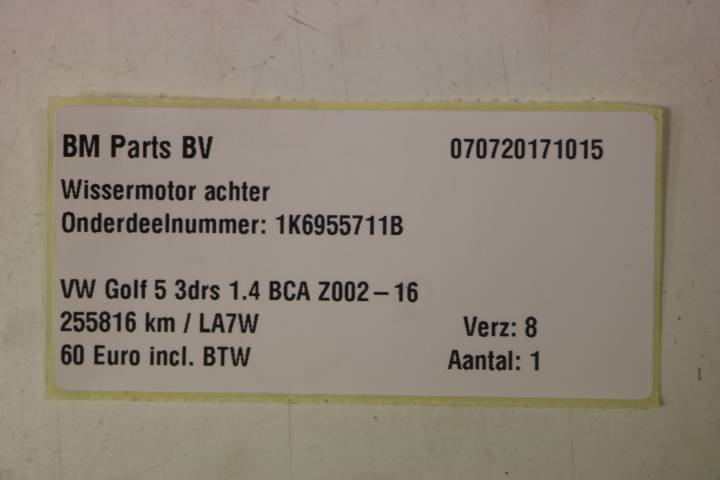 BM Parts BV 070720171015
Wissermotor achter
Onderdeelnummer: 1K6955711B
VW Golf 5 3drs 1.4 BCA Z002 – 16
255816 km / LA7W Verz: 8
60 Euro incl. BTW Aantal: 1